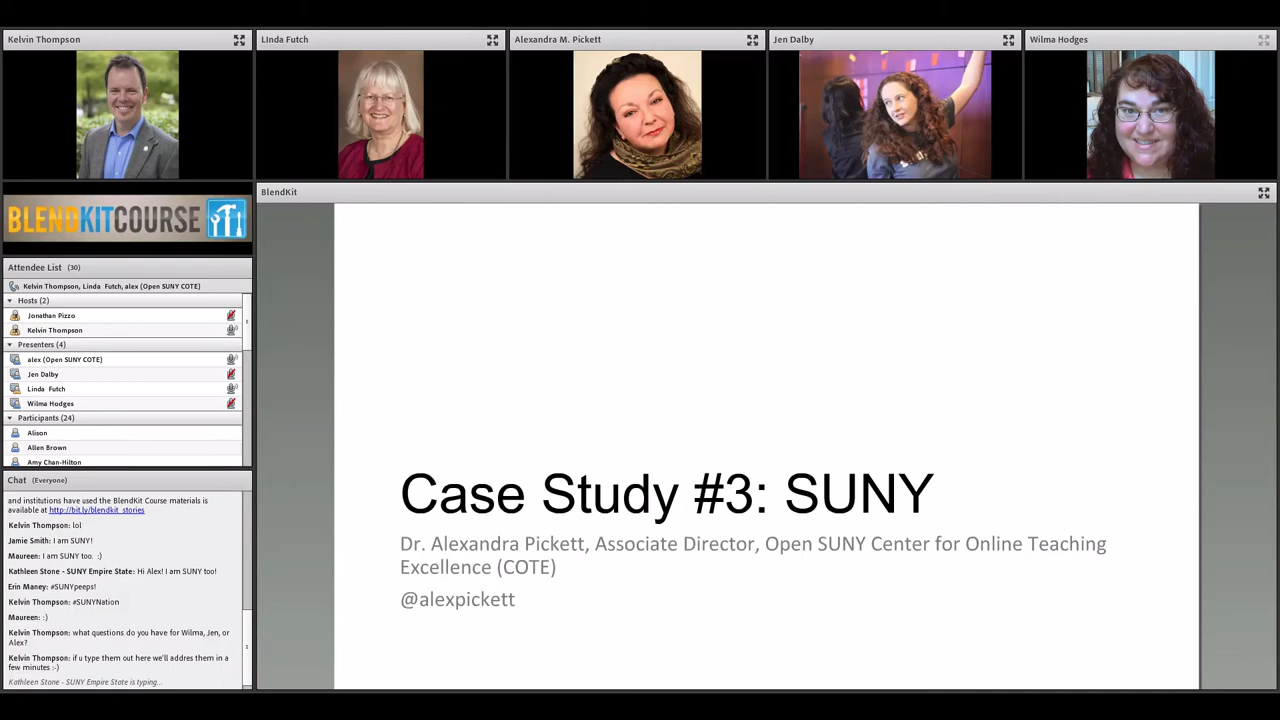 Kelvin Thompson
LInda Futch
Alexandra M. Pickett
Jen Dalby
Wilma Hodges
BLENDKITCOURSE
Attendee List (30)
Kelvin Thompson, Linda Futch, alex (Open SUNY COTE)
Hosts (2)
Jonathan Pizzo
Kelvin Thompson
Presenters (4)
alex (Open SUNY COTE)
Jen Dalby
Linda Futch
Wilma Hodges
Participants (24)
Alison
Allen Brown
Amy Chan-Hilton
Chat (Everyone)
and institutions have used the BlendKit Course materials is
available at http://bit.ly/blendkit_stories
Kelvin Thompson: lol
Jamie Smith: I am SUNY!
Maureen: I am SUNY too. :)
Kathleen Stone - SUNY Empire State: Hi Alex! I am SUNY too!
Erin Maney: #SUNYpeeps!
Kelvin Thompson: #SUNYNation
Maureen: :)
Kelvin Thompson: what questions do you have for Wilma, Jen, or
Alex?
Kelvin Thompson: if u type them out here we'll addres them in a
few minutes :-)
Kathleen Stone - SUNY Empire State is typing...
BlendKit
Case Study #3: SUNY
Dr. Alexandra Pickett, Associate Director, Open SUNY Center for Online Teaching
Excellence (COTE)
@alexpickett